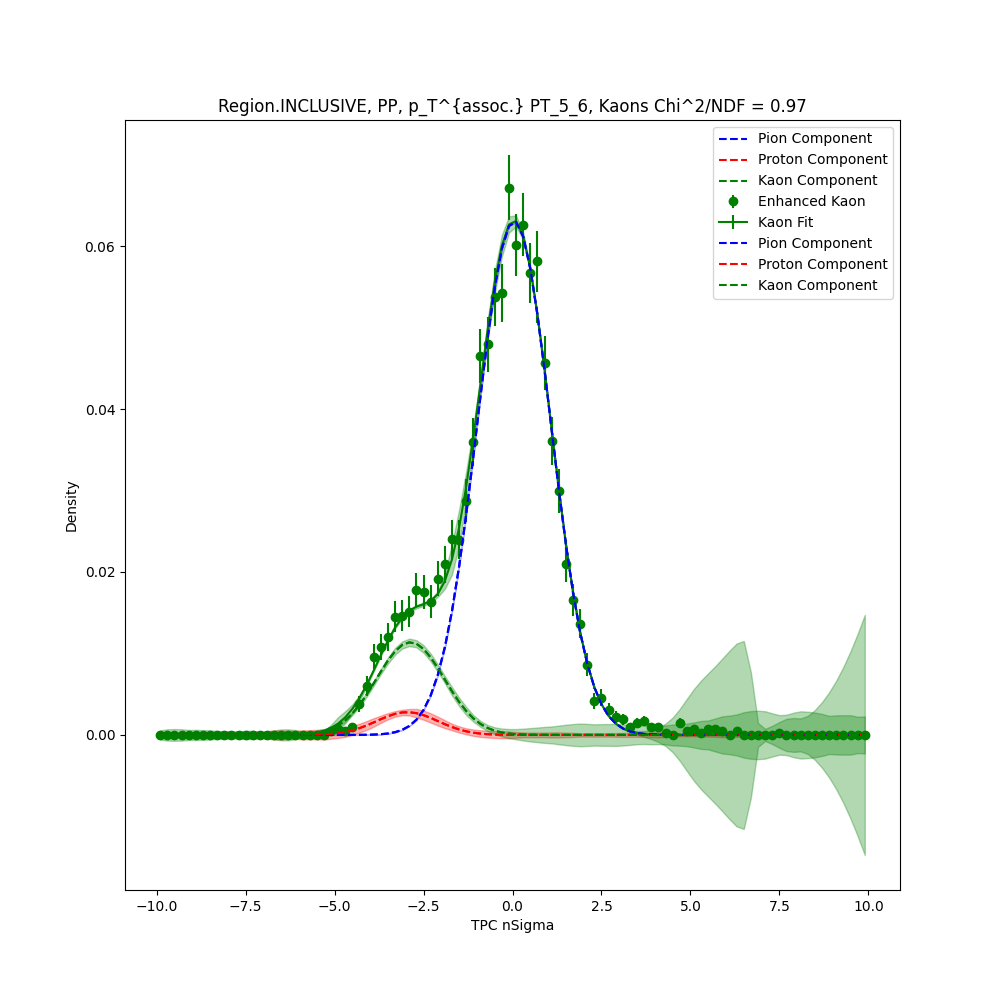 Region.INCLUSIVE, PP, p_T^{assoc.} PT_5_6, Kaons Chi^2/NDF = 0.97
Pion Component
Proton Component
Kaon Component
Enhanced Kaon
Kaon Fit
Pion Component
Proton Component
Kaon Component
0.06
0.04
0.02
0.00
Density
−10.0 −7.5 −5.0 −2.5 0.0 2.5 5.0 7.5 10.0
TPC nSigma